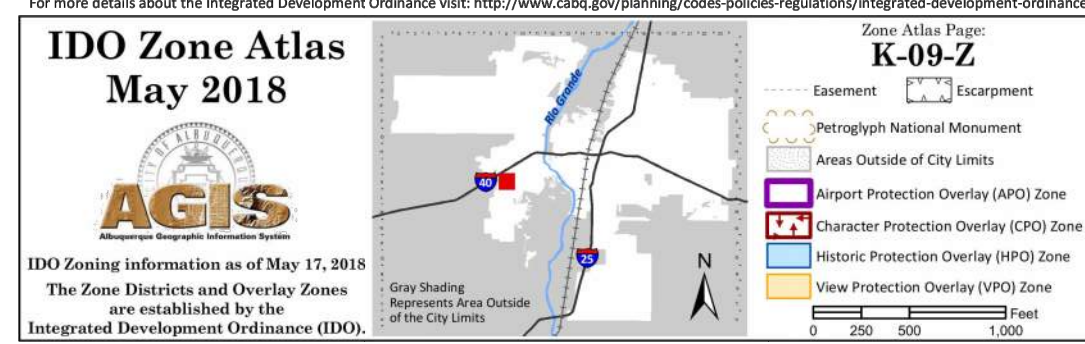 For more details about the Integrated Development Ordinance visit: http://www.cabq.gov/planning/codes-policies-regulations/integrated-development-ordinance
IDO Zone Atlas
May 2018
CITY OF ALBUQUERQUE
AGIS
Albuquerque Geographic Information System
IDO Zoning information as of May 17, 2018
The Zone Districts and Overlay Zones
are established by the
Integrated Development Ordinance (IDO).
Rio Grande
40
25
Gray Shading
Represents Area Outside
of the City Limits
N
Zone Atlas Page:
K-09-Z
Easement
Escarpment
Petroglyph National Monument
Areas Outside of City Limits
Airport Protection Overlay (APO) Zone
Character Protection Overlay (CPO) Zone
Historic Protection Overlay (HPO) Zone
View Protection Overlay (VPO) Zone
Feet
0 250 500 1,000